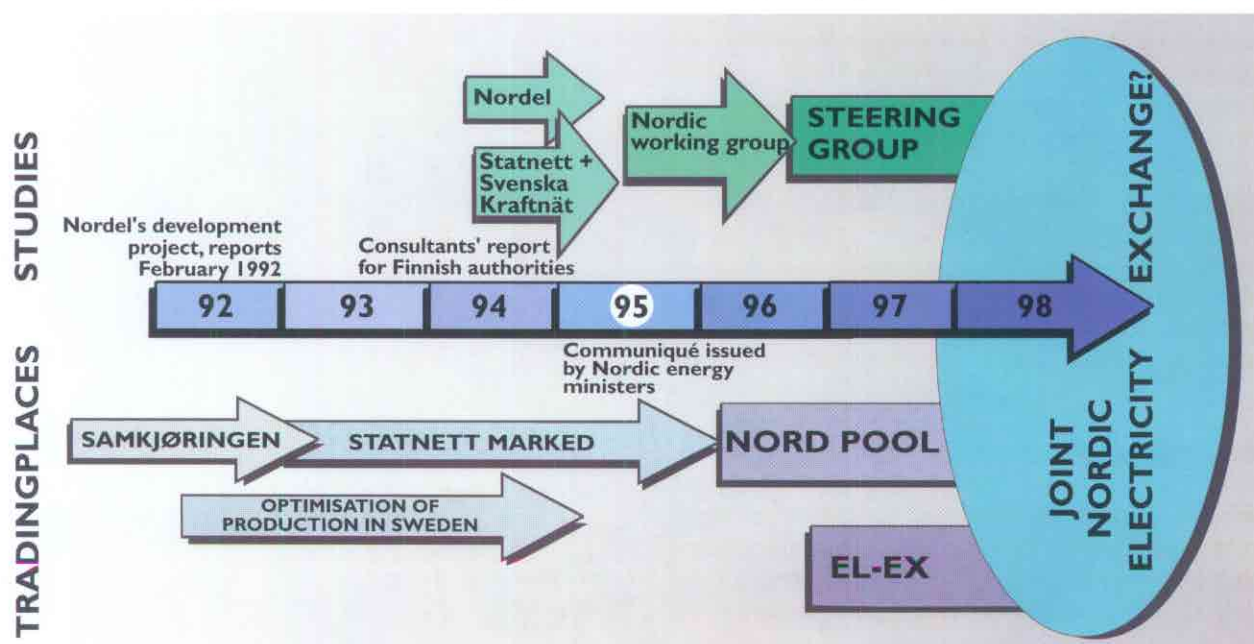 STUDIES
Nordel
Statnett +
Svenska
Kraftnät
Nordic
working group
STEERING
GROUP
Nordel's development
project, reports
February 1992
Consultants' report
for Finnish authorities
92
93
94
95
96
97
98
Communiqué issued
by Nordic energy
ministers
TRADINGPLACES
SAMKJØRINGEN
STATNETT MARKED
NORD POOL
OPTIMISATION OF
PRODUCTION IN SWEDEN
EL-EX
JOINT
NORDIC
ELECTRICITY EXCHANGE?